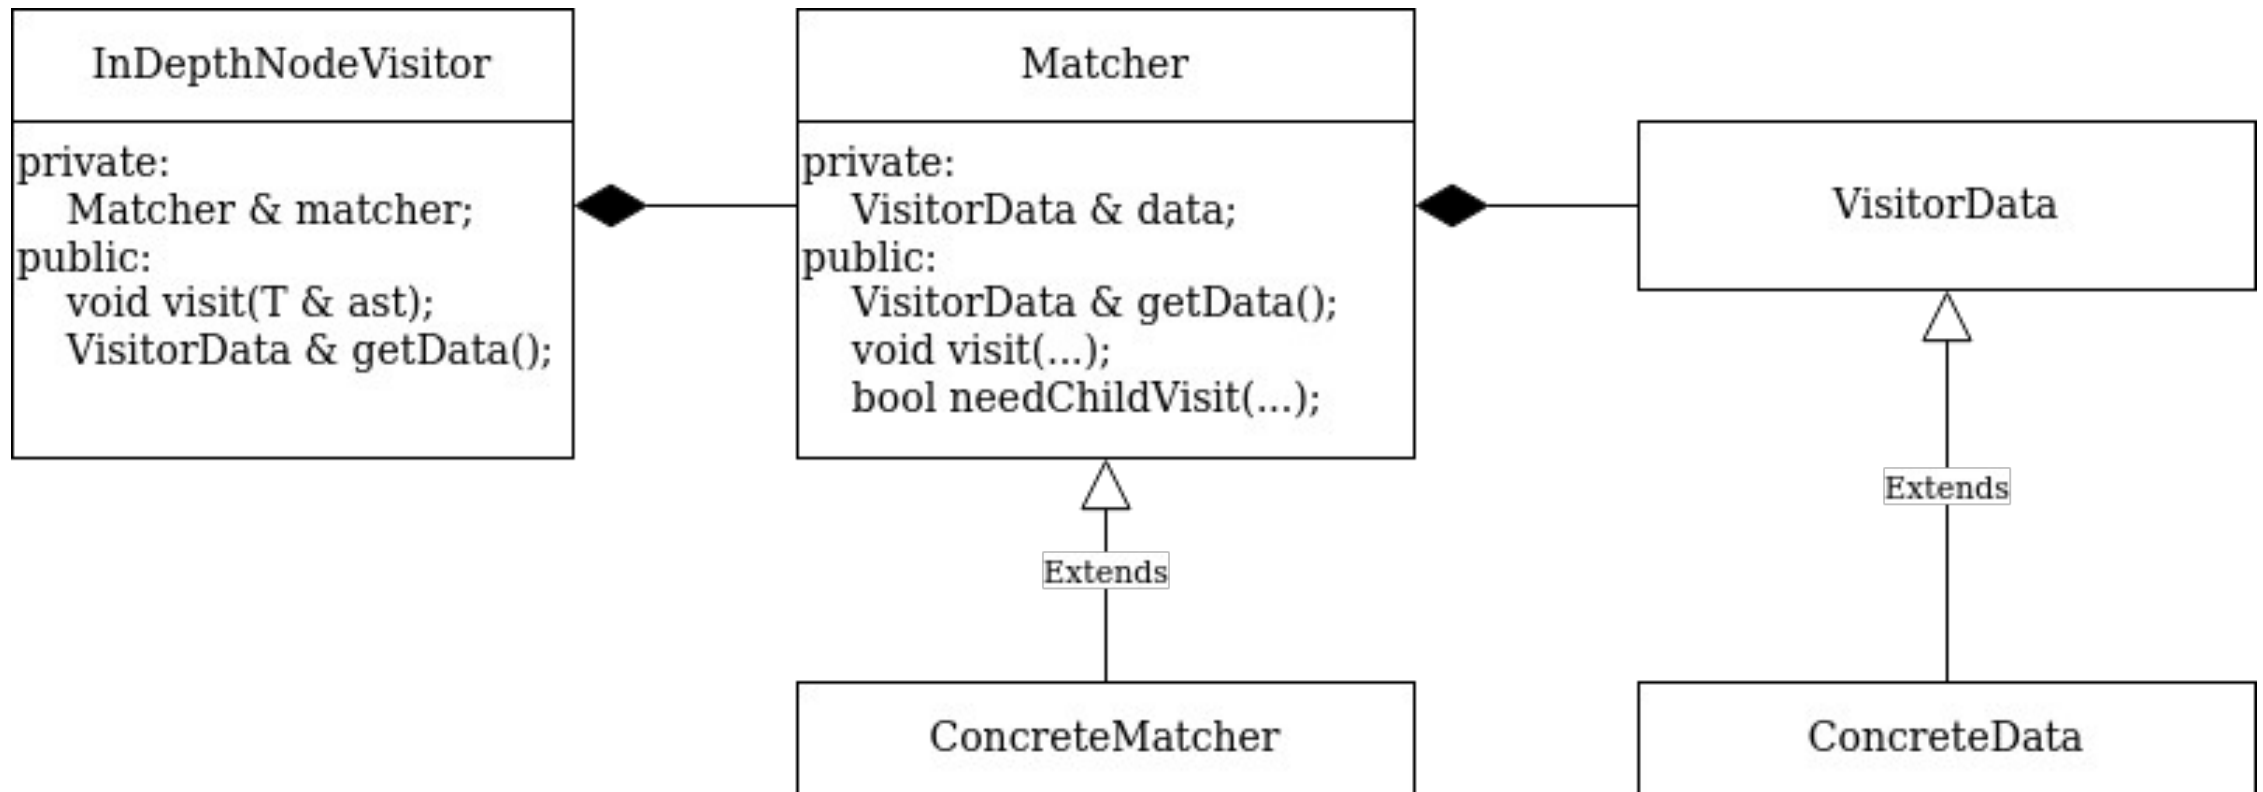 InDepthNodeVisitor
private:
Matcher & matcher;
public:
void visit(T & ast);
VisitorData & getData();
Matcher
private:
VisitorData & data;
public:
VisitorData & getData();
void visit(...);
bool needChildVisit(...);
VisitorData
Extends
Extends
ConcreteMatcher
ConcreteData